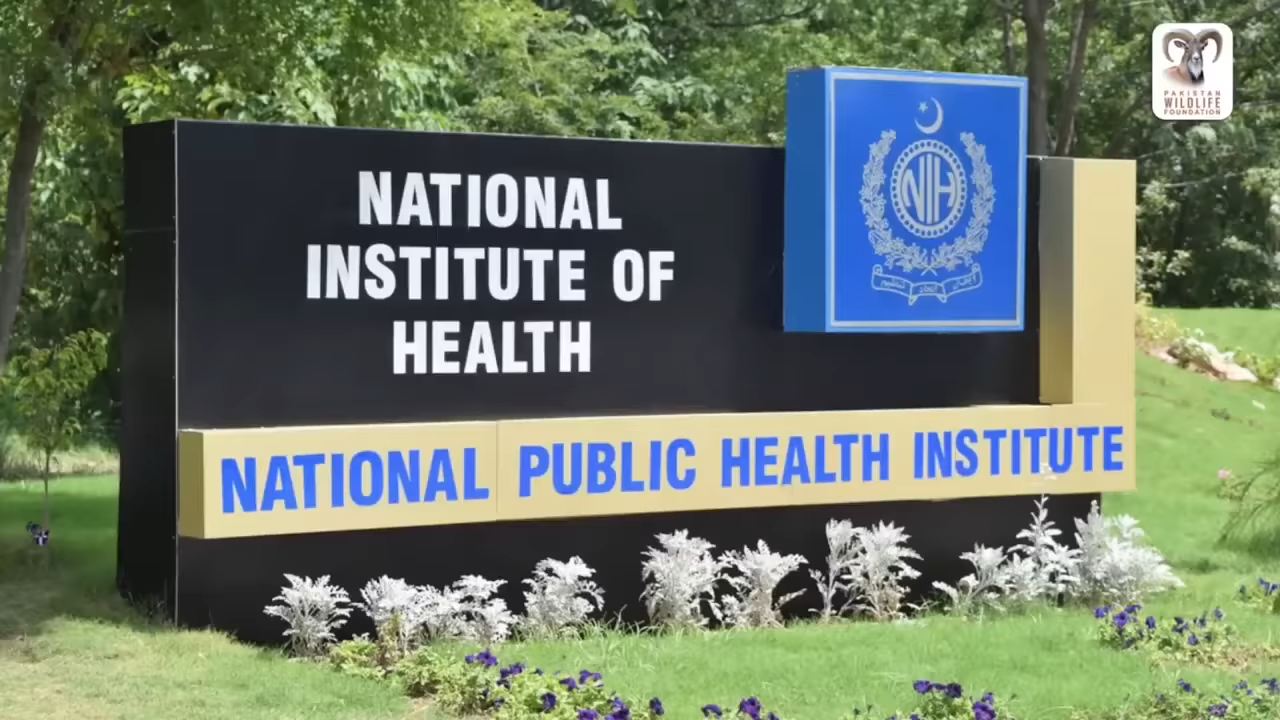 NATIONAL
INSTITUTE OF
HEALTH
NIH
NATIONAL PUBLIC HEALTH INSTITUTE
PAKISTAN
WILDLIFE
FOUNDATION